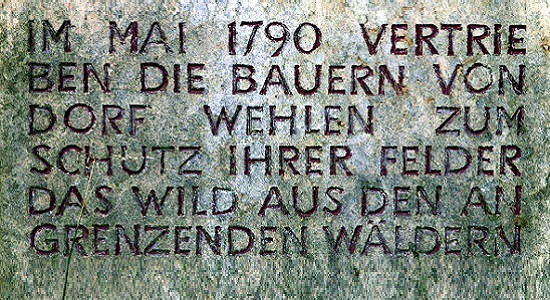 IM MAI 1790 VERTRIE
BEN DIE BAUERN VON
DORF WEHLEN ZUM
SCHUTZ IHRER FELDER
DAS WILD AUS DEN AN
GRENZENDEN WÄLDERN